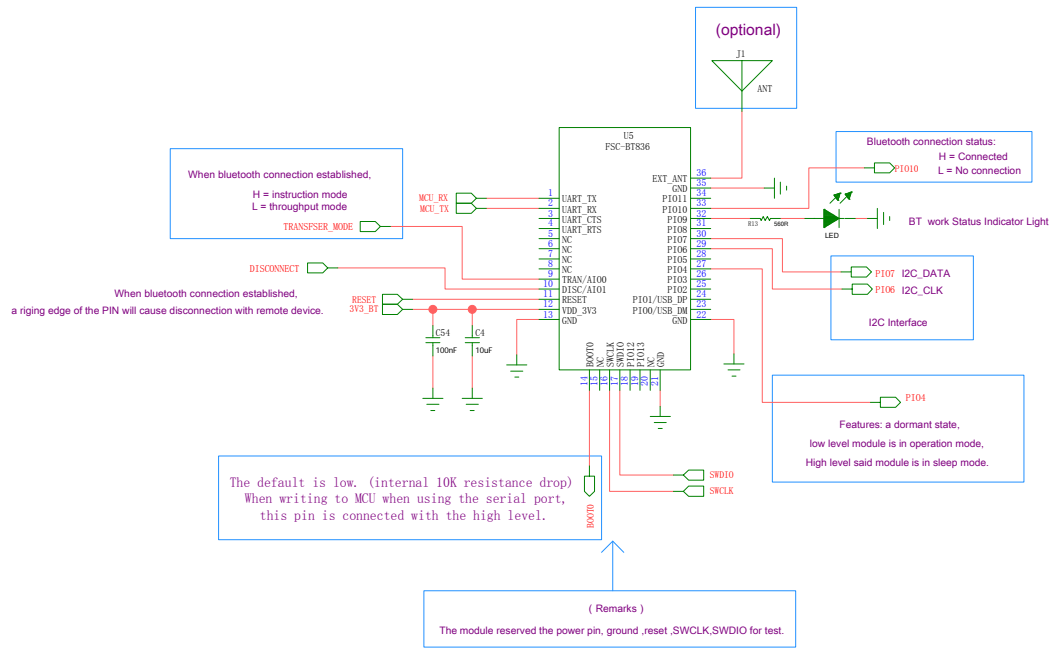 (optional)
J1
ANT
U5
FSC-BT836
Bluetooth connection status:
H = Connected
L = No connection
PIO10
When bluetooth connection established,
H = instruction mode
L = throughput mode
TRANSFSER_MODE
MCU_RX
MCU_TX
1 UART_TX
2 UART_RX
3 UART_CTS
4 UART_RTS
5 NC
6 NC
7 NC
8 NC
9 TRAN/AIO0
10 DISC/AIO1
11 RESET
12 VDD_3V3
13 GND
EXT_ANT 36
GND 35
PIO11 34
PIO10 33
PIO9 32
PIO8 31
PIO7 30
PIO6 29
PIO5 28
PIO4 27
PIO3 26
PIO2 25
PIO1/USB_DP 24
PIO0/USB_DM 23
GND 22
R13 560R
LED
BT work Status Indicator Light
DISCONNECT
When bluetooth connection established,
a riging edge of the PIN will cause disconnection with remote device.
RESET
3V3_BT
PIO7 I2C_DATA
PIO6 I2C_CLK
I2C Interface
C54
100nF
C4
10uF
BOOT0 14
NC 15
SWCLK 16
SWDIO 17
PIO12 18
PIO13 19
NC 20
GND 21
PIO4
Features: a dormant state,
low level module is in operation mode,
High level said module is in sleep mode.
The default is low. (internal 10K resistance drop)
When writing to MCU when using the serial port,
this pin is connected with the high level.
BOOT0
SWDIO
SWCLK
( Remarks )
The module reserved the power pin, ground ,reset ,SWCLK,SWDIO for test.